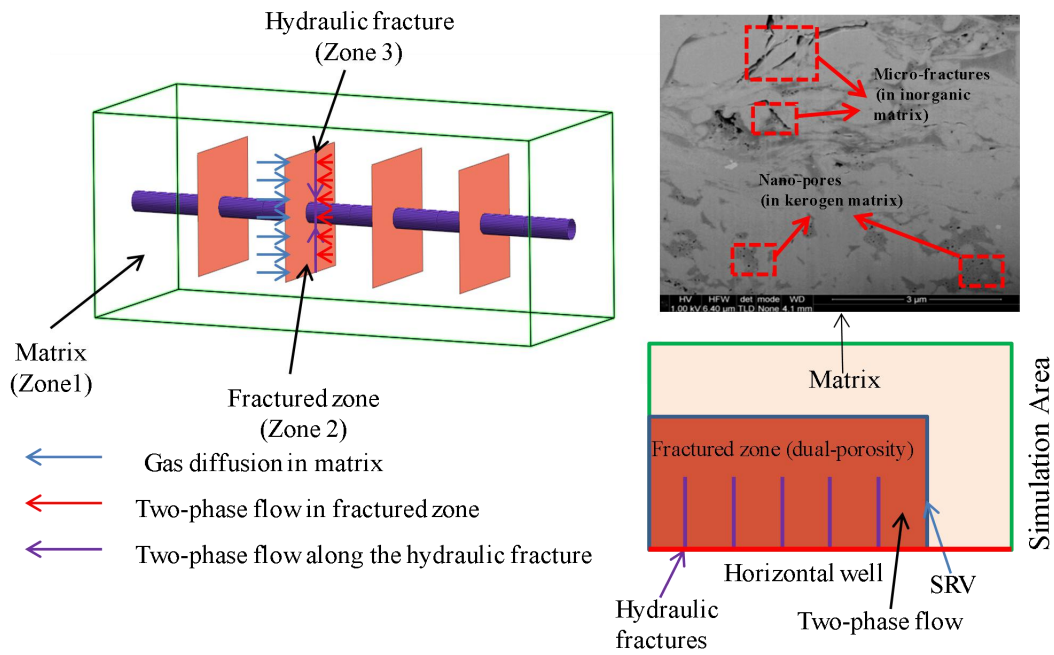 Hydraulic fracture
(Zone 3)
Matrix
(Zone1)
Fractured zone
(Zone 2)
Gas diffusion in matrix
Two-phase flow in fractured zone
Two-phase flow along the hydraulic fracture
Micro-fractures
(in inorganic
matrix)
Nano-pores
(in kerogen matrix)
HV HFW det mode WD
1.00 kV 6.40 µm TLD None 4.1 mm
3 µm
Matrix
Fractured zone (dual-porosity)
Simulation Area
Horizontal well
SRV
Hydraulic
fractures
Two-phase flow